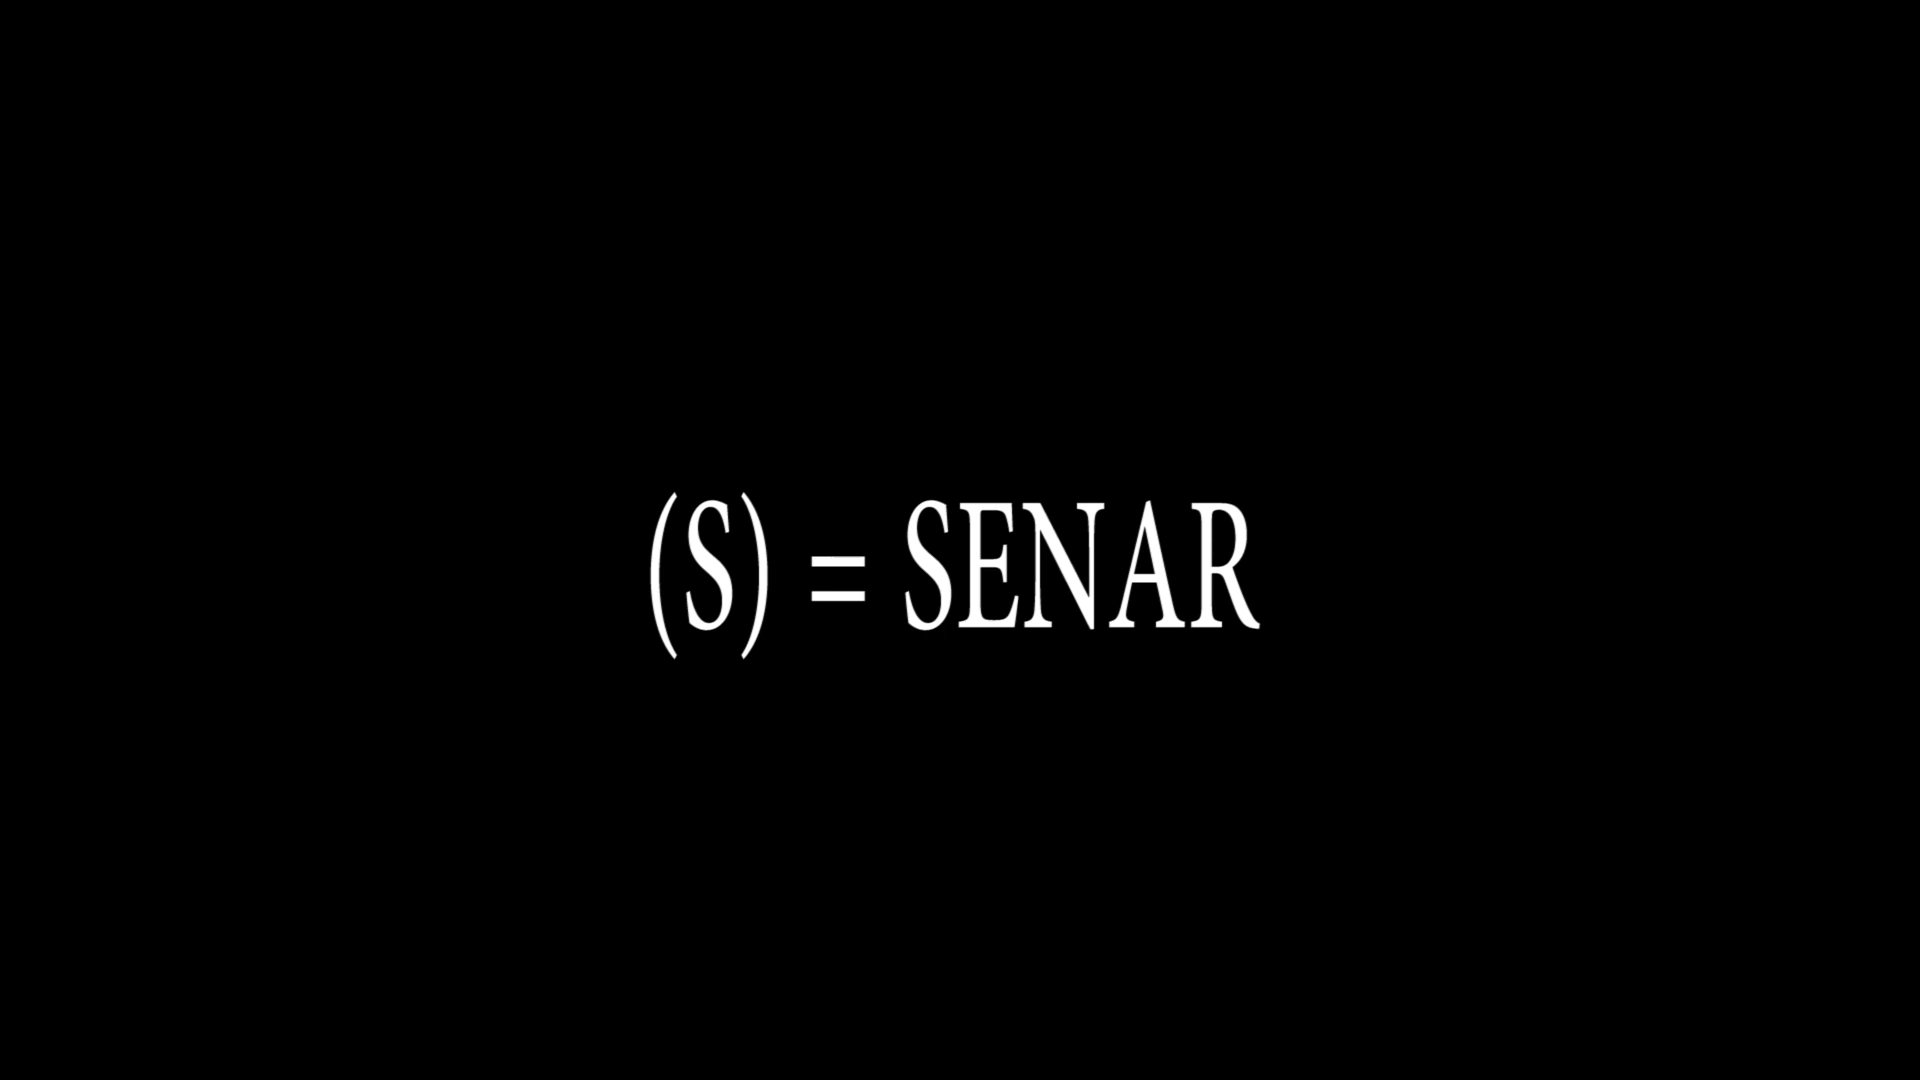 (S) = SENAR